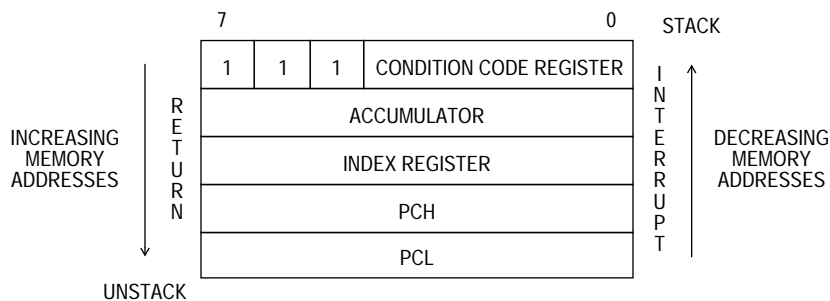 7 0
STACK
1 1 1 CONDITION CODE REGISTER
ACCUMULATOR
INDEX REGISTER
PCH
PCL
INCREASING
MEMORY
ADDRESSES
RETURN
INTERRUPT
DECREASING
MEMORY
ADDRESSES
UNSTACK